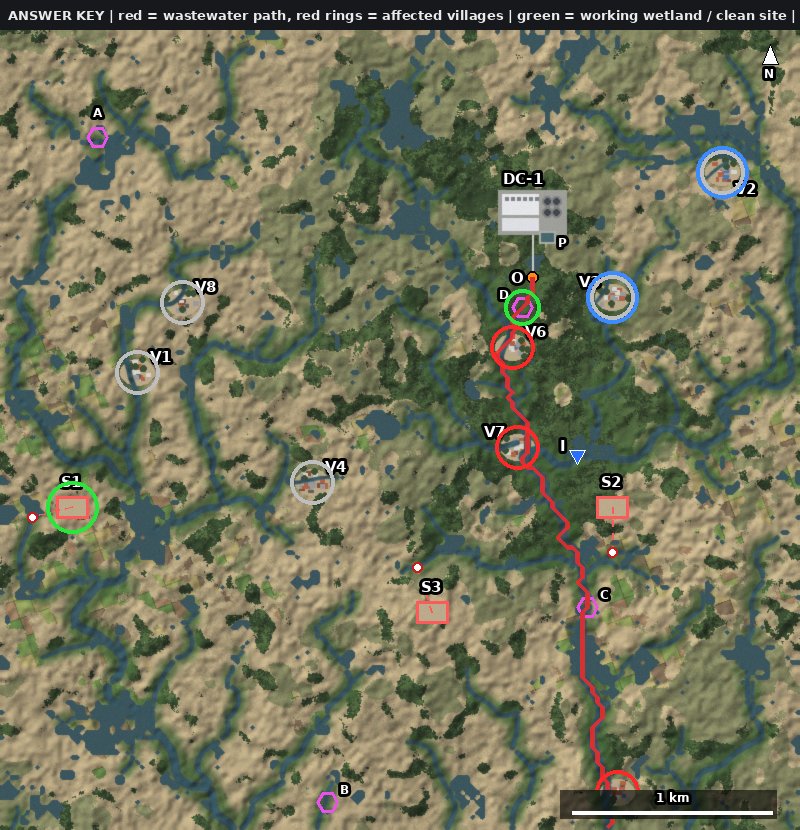 ANSWER KEY | red = wastewater path, red rings = affected villages | green = working wetland / clean site |
N
A
DC-1
V2
P
O
V8
D
V6
V1
V7
I
V4
S1
S2
S3
C
B
1 km